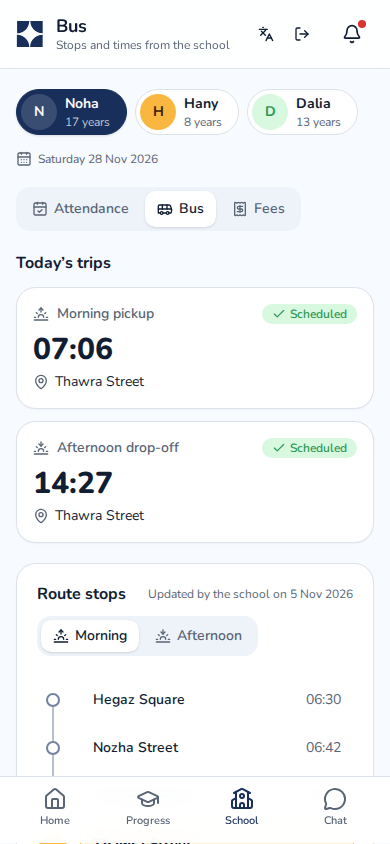 Bus
Stops and times from the school
N
Noha
17 years
H
Hany
8 years
D
Dalia
13 years
Saturday 28 Nov 2026
Attendance
Bus
Fees
Today's trips
Morning pickup
Scheduled
07:06
Thawra Street
Afternoon drop-off
Scheduled
14:27
Thawra Street
Route stops
Updated by the school on 5 Nov 2026
Morning
Afternoon
Hegaz Square
06:30
Nozha Street
06:42
Home
Progress
School
Chat